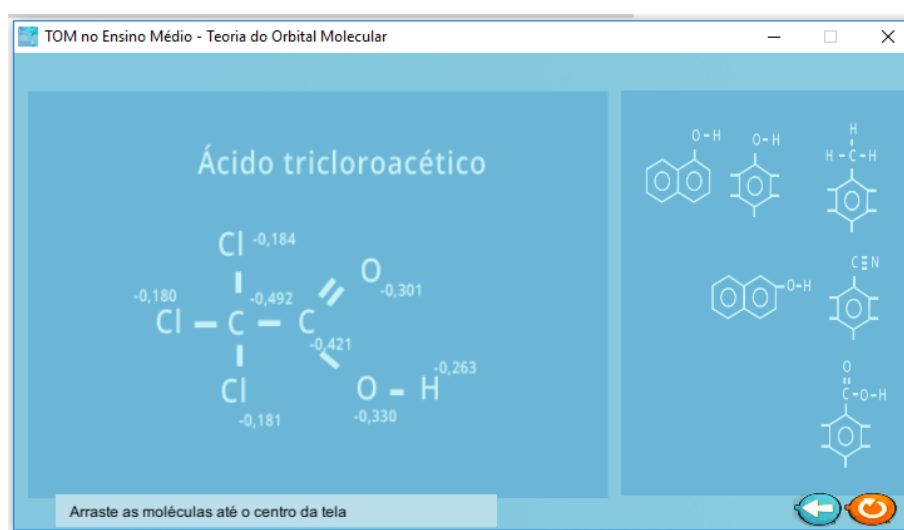 TOM no Ensino Médio - Teoria do Orbital Molecular
Ácido tricloroacético
Cl -0,184
O -0,301
-0,180 -0,492
Cl C C
-0,421
Cl -0,181
O -0,330
H -0,263
O-H
O-H
H
H-C-H
O-H
C≡N
O
C-O-H
Arraste as moléculas até o centro da tela